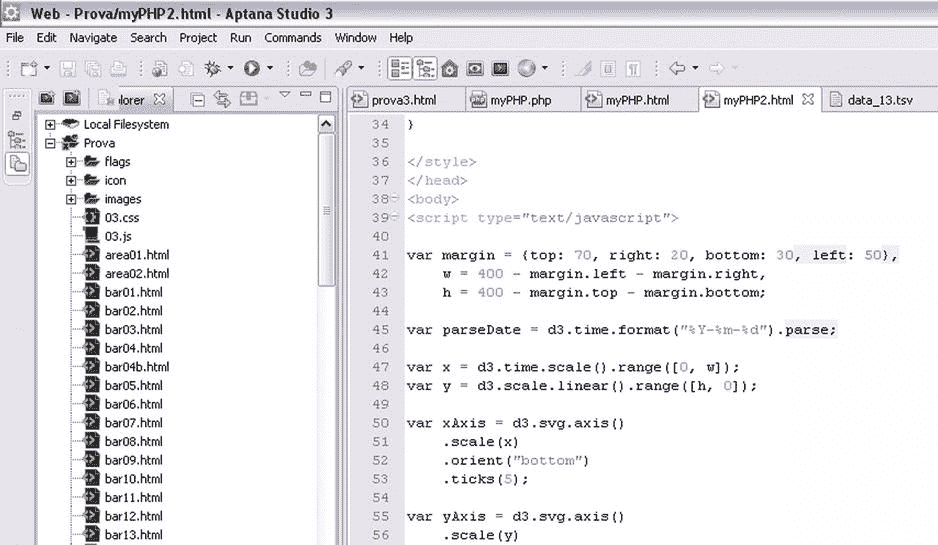 Web - Prova/myPHP2.html - Aptana Studio 3
File Edit Navigate Search Project Run Commands Window Help
plorer
prova3.html myPHP.php myPHP.html myPHP2.html data_13.tsv
Local Filesystem
Prova
flags
icon
images
03.css
03.js
area01.html
area02.html
bar01.html
bar02.html
bar03.html
bar04.html
bar04b.html
bar05.html
bar06.html
bar07.html
bar08.html
bar09.html
bar10.html
bar11.html
bar12.html
bar13.html
34 }
35
36 </style>
37 </head>
38 <body>
39 <script type="text/javascript">
40
41 var margin = {top: 70, right: 20, bottom: 30, left: 50},
42 w = 400 - margin.left - margin.right,
43 h = 400 - margin.top - margin.bottom;
44
45 var parseDate = d3.time.format("%Y-%m-%d").parse;
46
47 var x = d3.time.scale().range([0, w]);
48 var y = d3.scale.linear().range([h, 0]);
49
50 var xAxis = d3.svg.axis()
51 .scale(x)
52 .orient("bottom")
53 .ticks(5);
54
55 var yAxis = d3.svg.axis()
56 .scale(y)